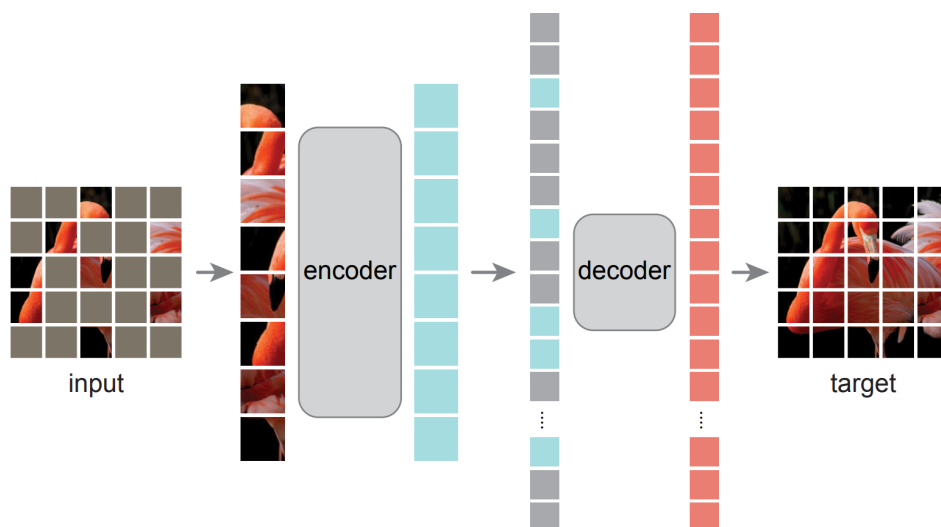 input
encoder
decoder
target